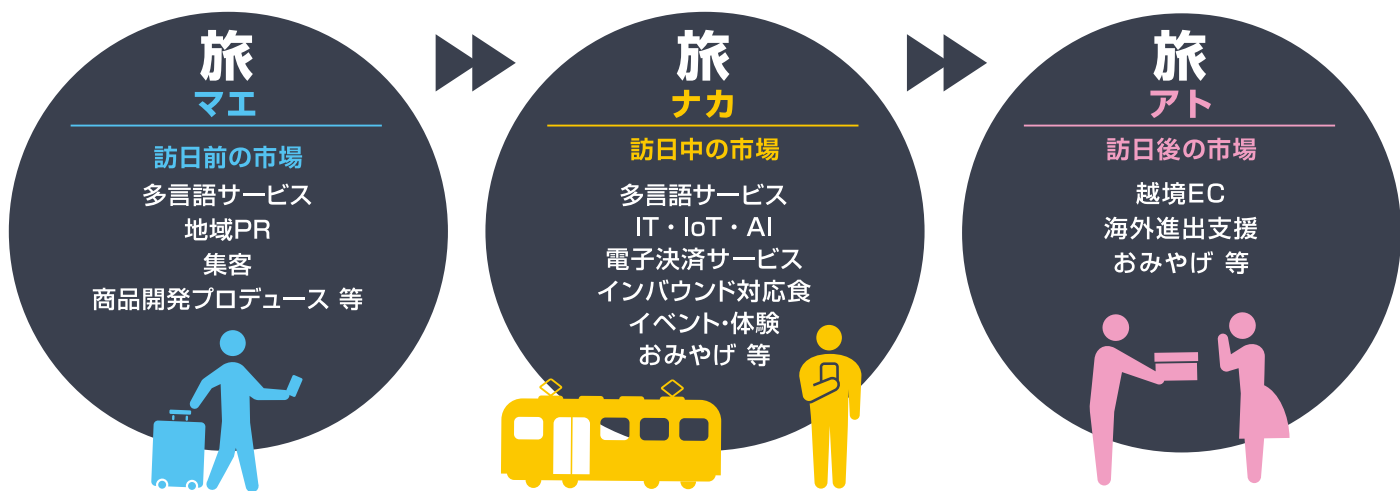 旅
マエ
訪日前の市場
多言語サービス
地域PR
集客
商品開発プロデュース 等
旅
ナカ
訪日中の市場
多言語サービス
IT・IoT・AI
電子決済サービス
インバウンド対応食
イベント・体験
おみやげ 等
旅
アト
訪日後の市場
越境EC
海外進出支援
おみやげ 等